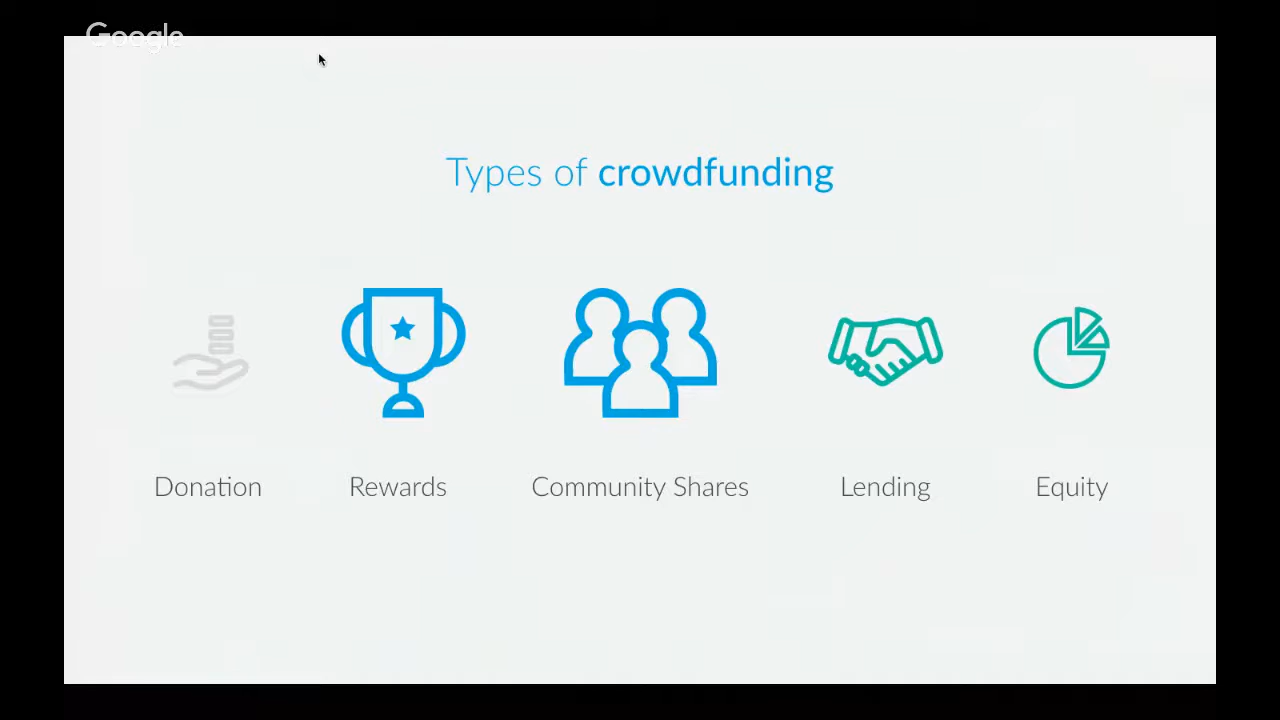 Google
Types of crowdfunding
Donation Rewards Community Shares Lending Equity